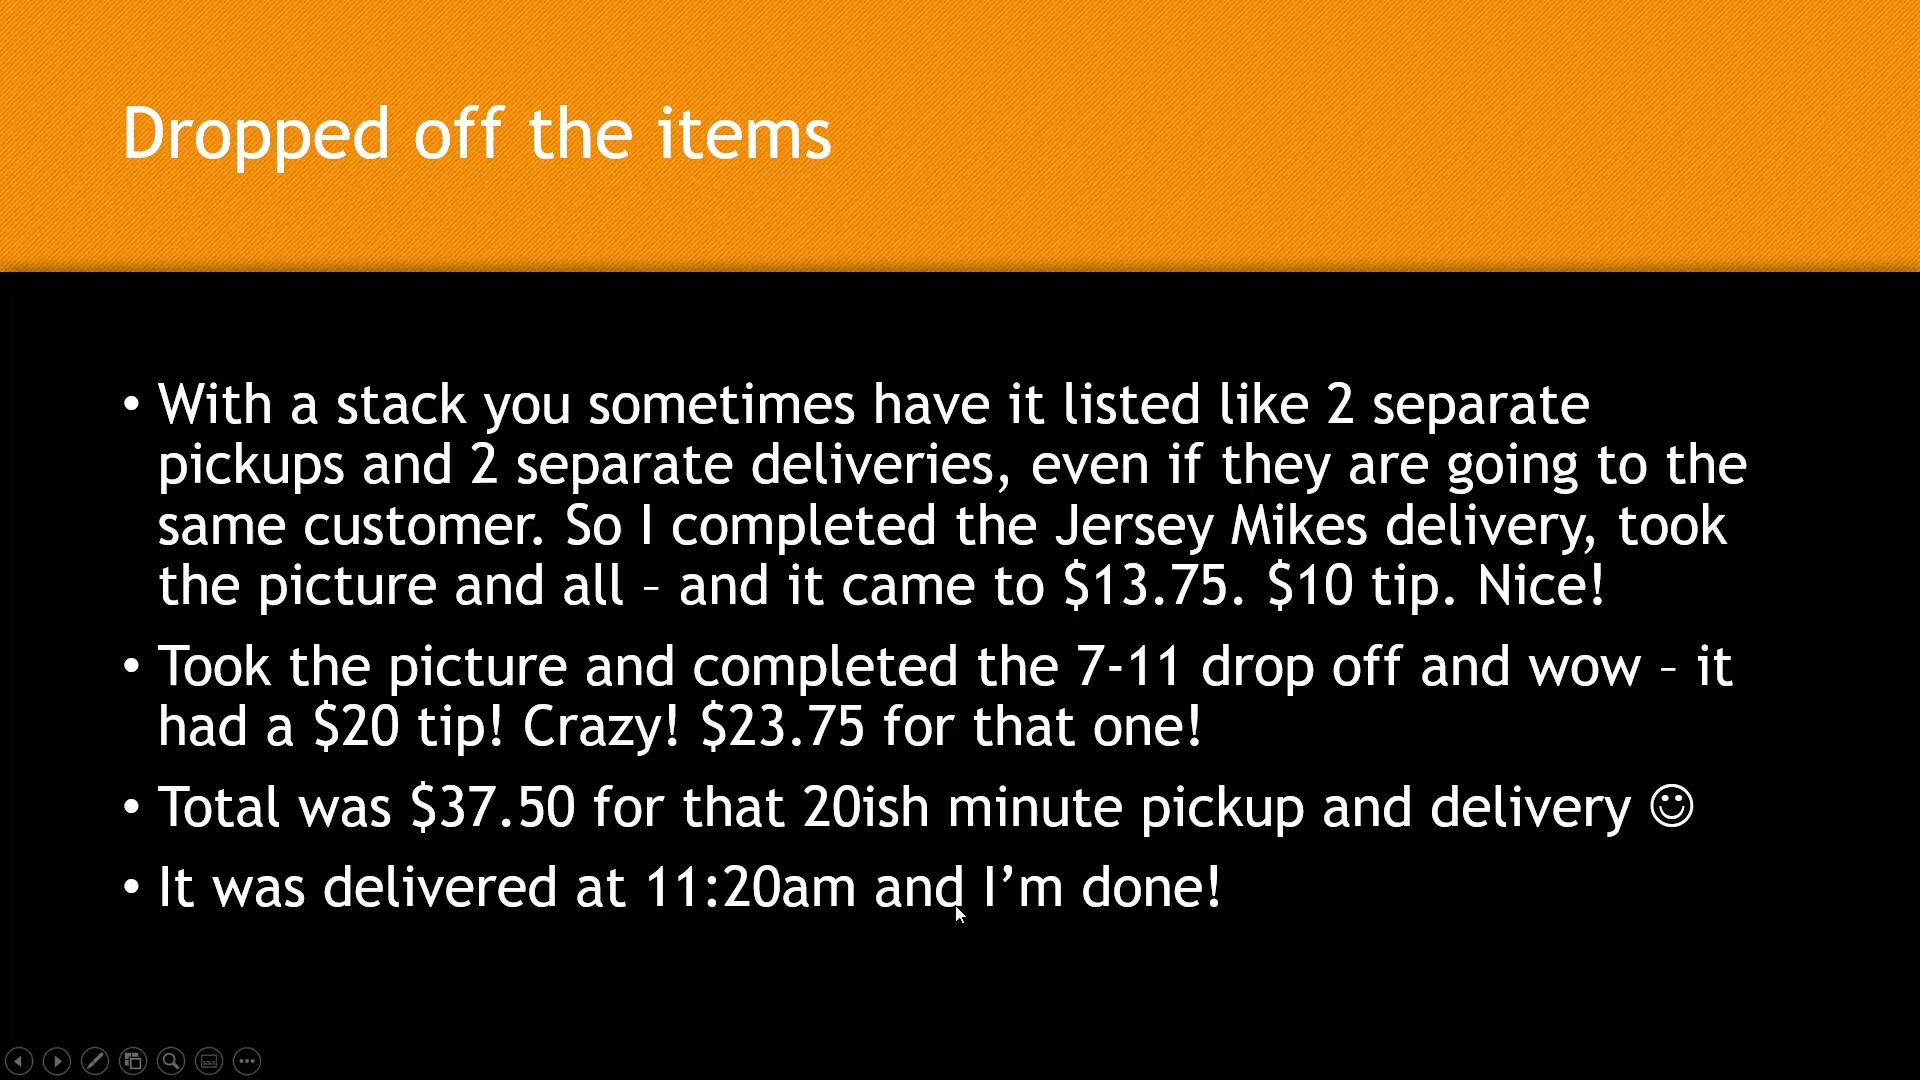 Dropped off the items
• With a stack you sometimes have it listed like 2 separate
pickups and 2 separate deliveries, even if they are going to the
same customer. So I completed the Jersey Mikes delivery, took
the picture and all – and it came to $13.75. $10 tip. Nice!
• Took the picture and completed the 7-11 drop off and wow – it
had a $20 tip! Crazy! $23.75 for that one!
• Total was $37.50 for that 20ish minute pickup and delivery ☺
• It was delivered at 11:20am and I’m done!